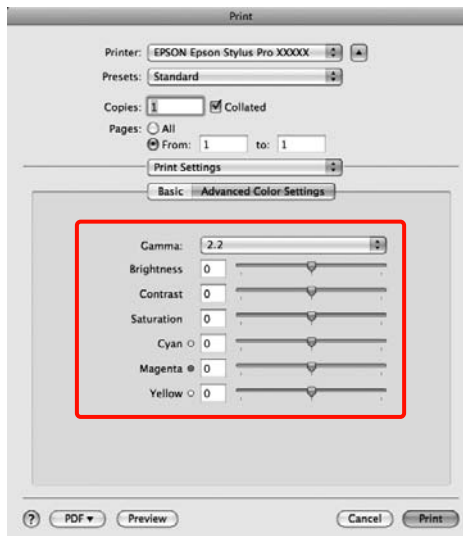 Print
Printer: EPSON Epson Stylus Pro XXXXX
Presets: Standard
Copies: 1 Collated
Pages: All
From: 1 to: 1
Print Settings
Basic Advanced Color Settings
Gamma: 2.2
Brightness 0
Contrast 0
Saturation 0
Cyan 0
Magenta 0
Yellow 0
? PDF Preview Cancel Print